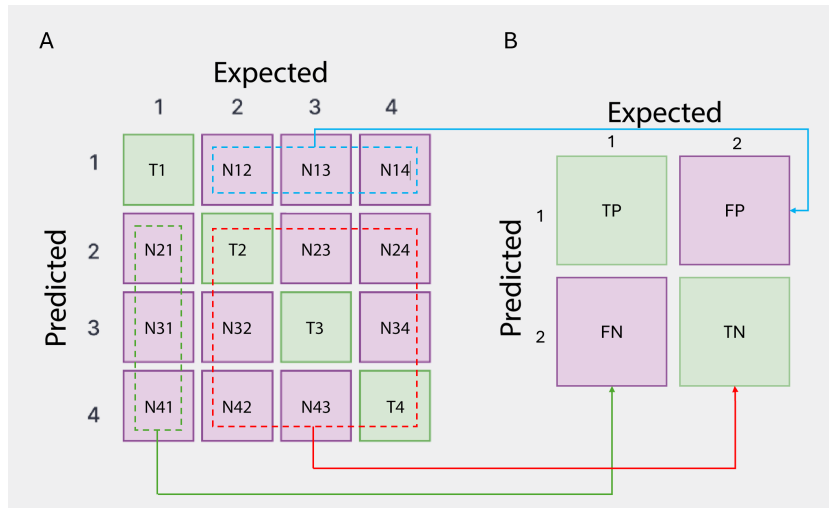 A
B
Expected
1 2 3 4
Predicted
1 T1 N12 N13 N14
2 N21 T2 N23 N24
3 N31 N32 T3 N34
4 N41 N42 N43 T4
Expected
1 2
Predicted
1 TP FP
2 FN TN